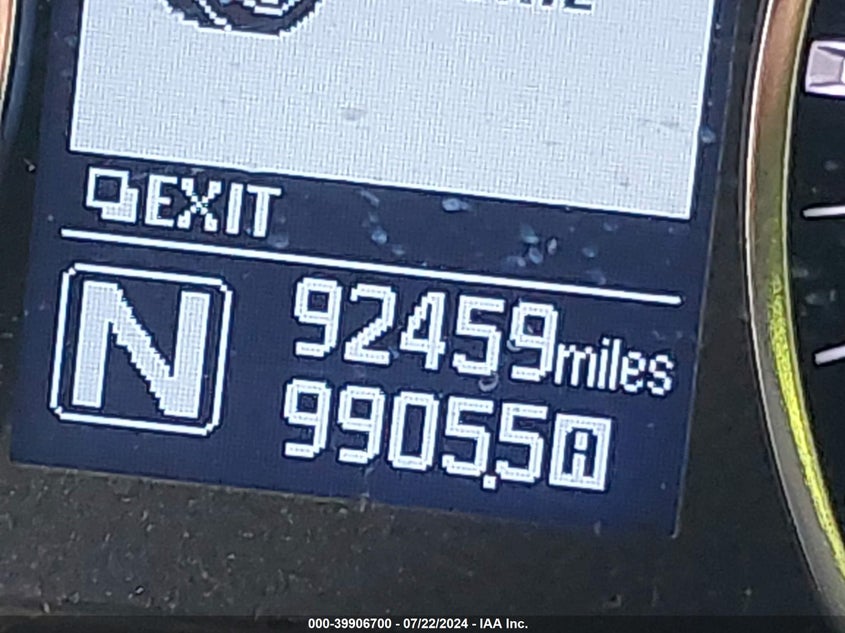 EXIT
N
92459miles
9905.5A
000-39906700 - 07/22/2024 - IAA Inc.